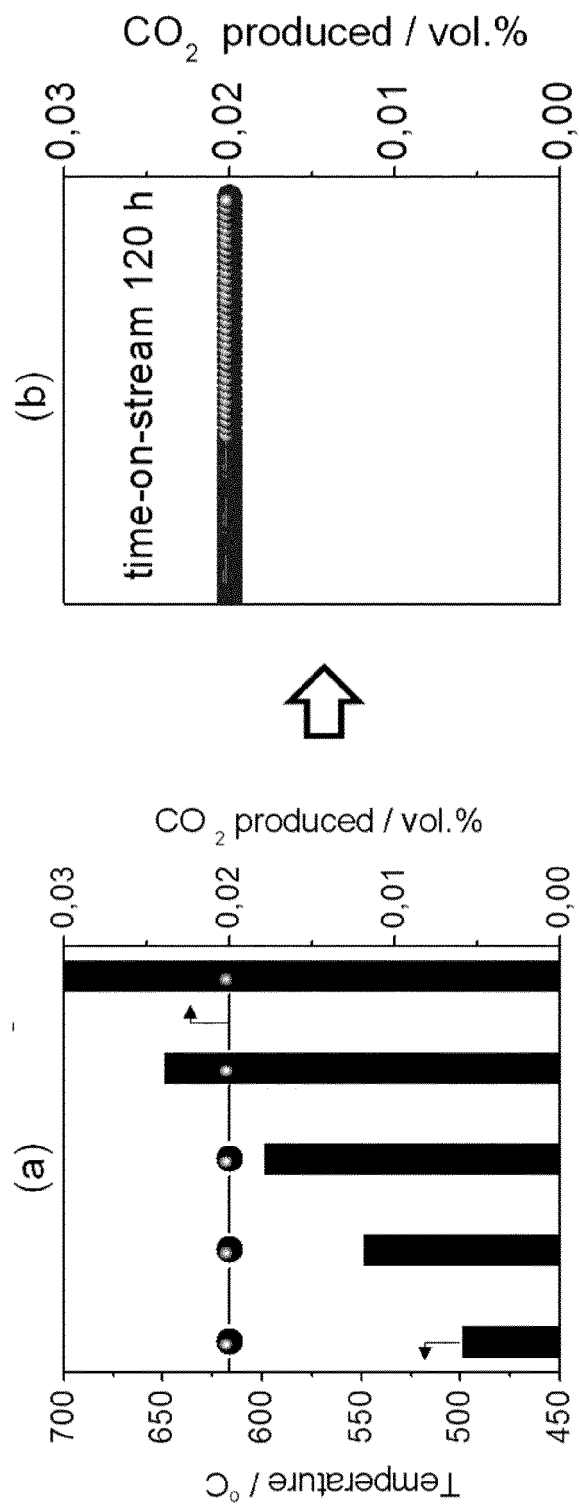 (a)
Temperature / °C
700
650
600
550
500
450
CO2 produced / vol.%
0,03
0,02
0,01
0,00
(b)
time-on-stream 120 h
CO2 produced / vol.%
0,03
0,02
0,01
0,00